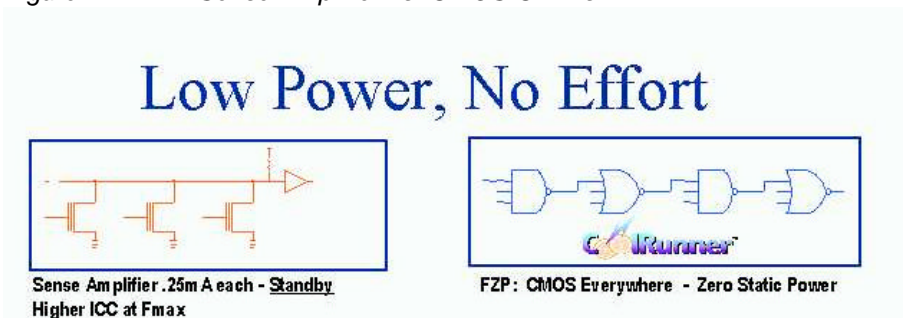 Low Power, No Effort
CoolRunner™
Sense Amplifier .25mA each - Standby
Higher ICC at Fmax
FZP: CMOS Everywhere - Zero Static Power